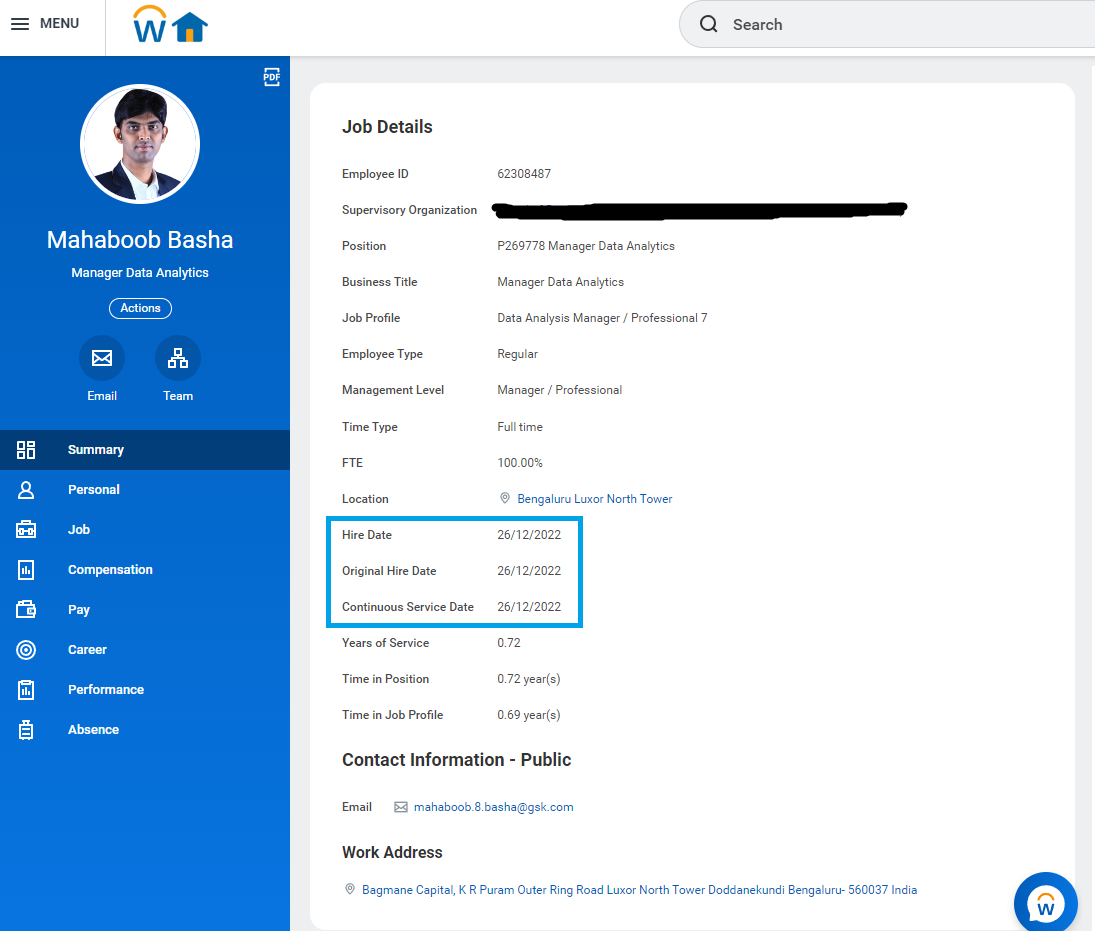 MENU
Search
PDF
Mahaboob Basha
Manager Data Analytics
Actions
Email
Team
Summary
Personal
Job
Compensation
Pay
Career
Performance
Absence
Job Details
Employee ID 62308487
Supervisory Organization
Position P269778 Manager Data Analytics
Business Title Manager Data Analytics
Job Profile Data Analysis Manager / Professional 7
Employee Type Regular
Management Level Manager / Professional
Time Type Full time
FTE 100.00%
Location Bengaluru Luxor North Tower
Hire Date 26/12/2022
Original Hire Date 26/12/2022
Continuous Service Date 26/12/2022
Years of Service 0.72
Time in Position 0.72 year(s)
Time in Job Profile 0.69 year(s)
Contact Information - Public
Email mahaboob.8.basha@gsk.com
Work Address
Bagmane Capital, K R Puram Outer Ring Road Luxor North Tower Doddanekundi Bengaluru- 560037 India